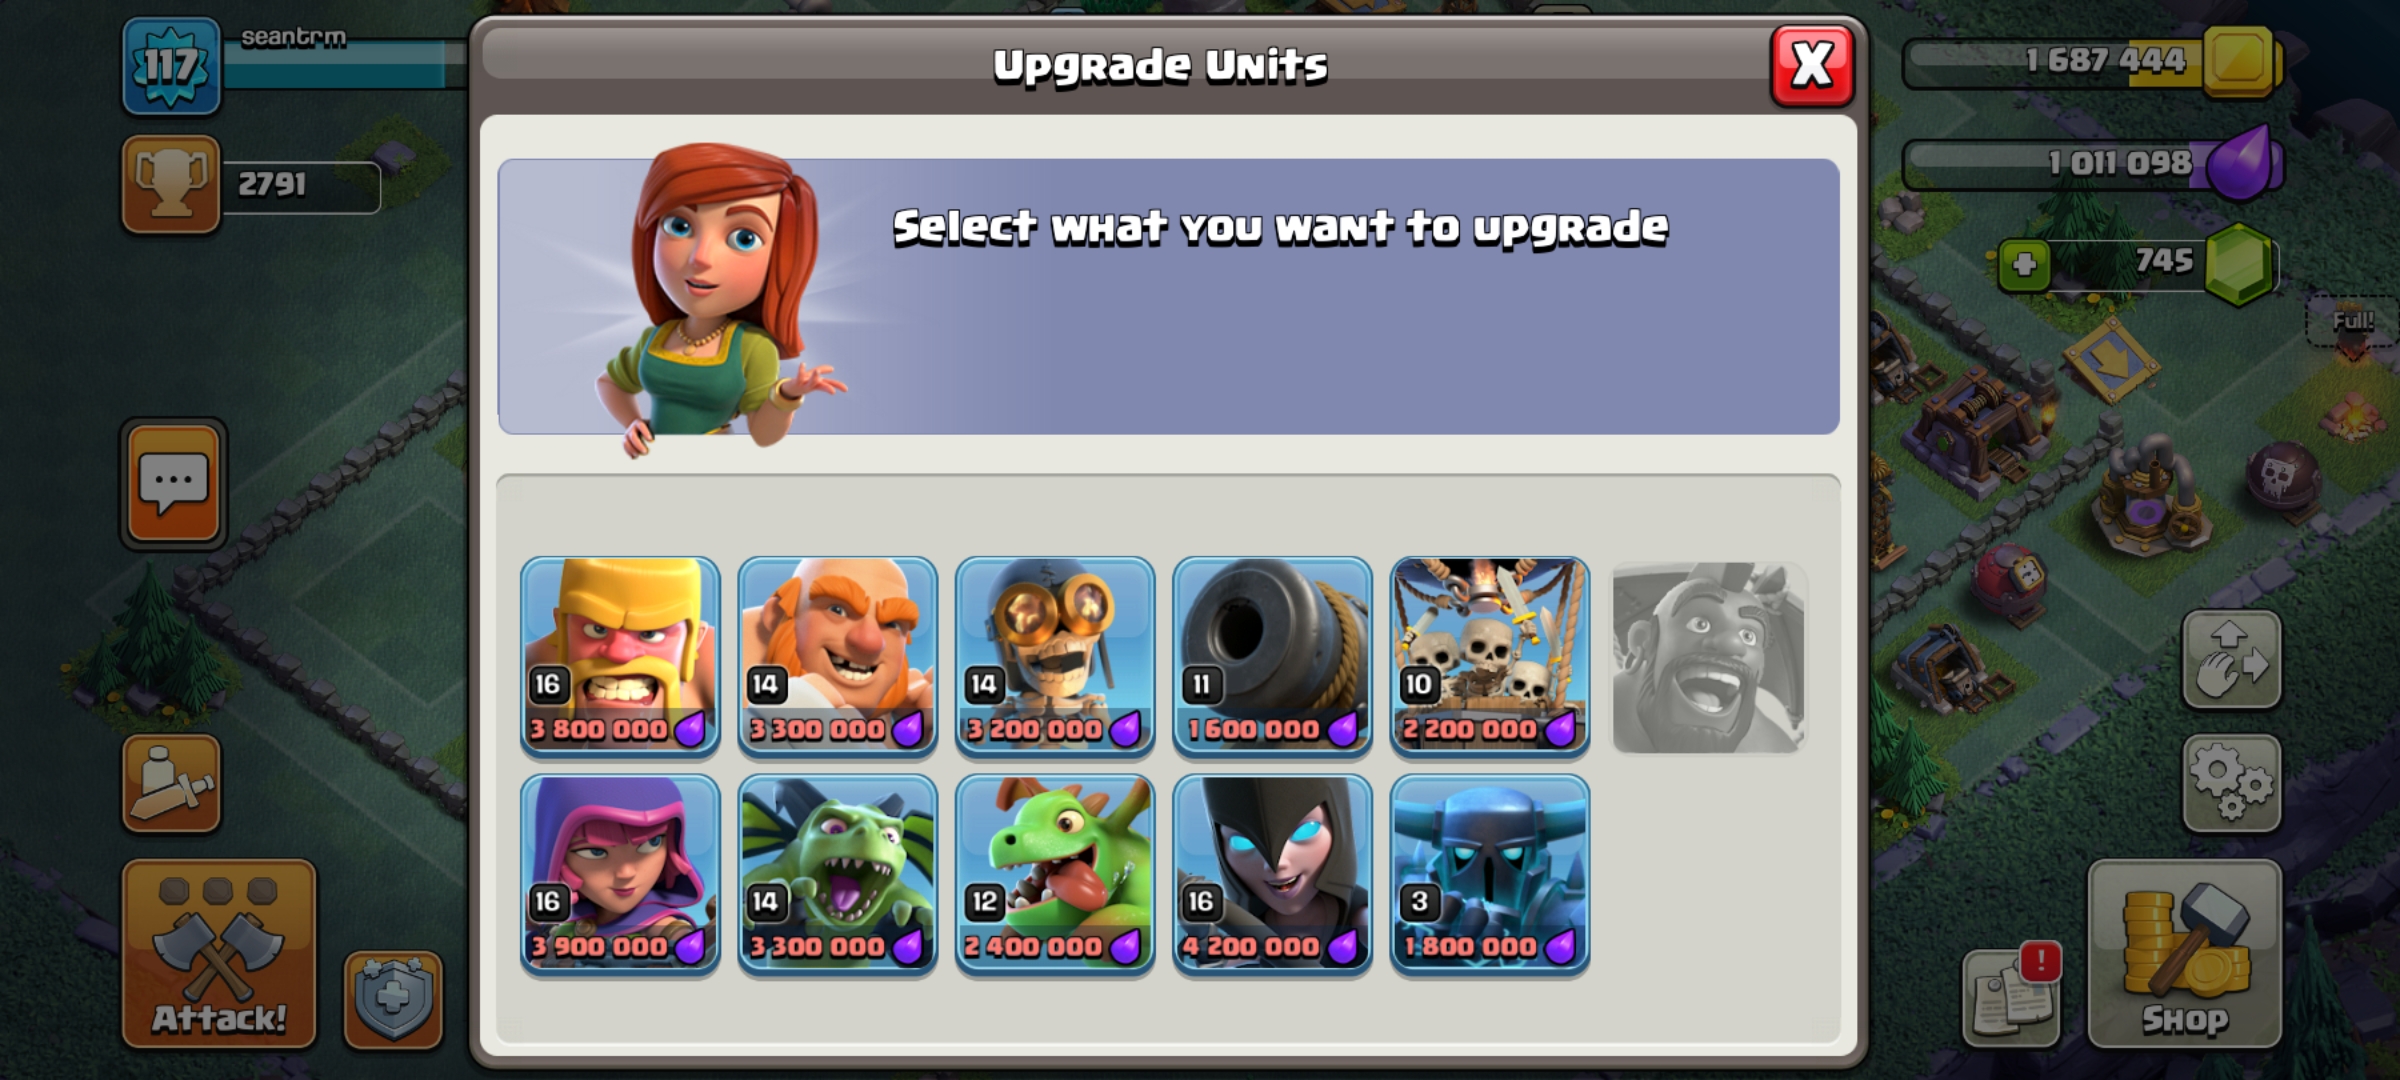 117
seantrm
Upgrade Units
X
1 687 444
2791
1 011 098
Select what you want to upgrade
745
Full!
16
3 800 000
14
3 300 000
14
3 200 000
11
1 600 000
10
2 200 000
16
3 900 000
14
3 300 000
12
2 400 000
16
4 200 000
3
1 800 000
Attack!
!
Shop